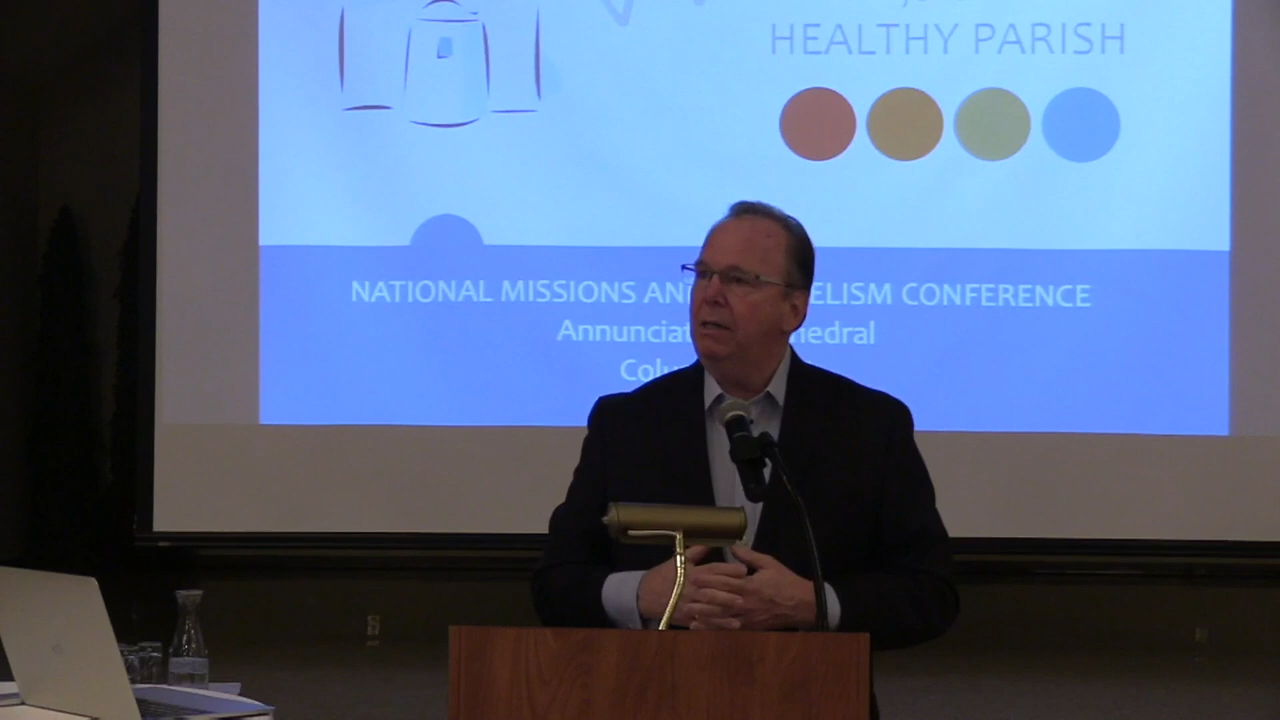 HEALTHY PARISH
NATIONAL MISSIONS AN ELISM CONFERENCE
Annunciat hedral
Colu